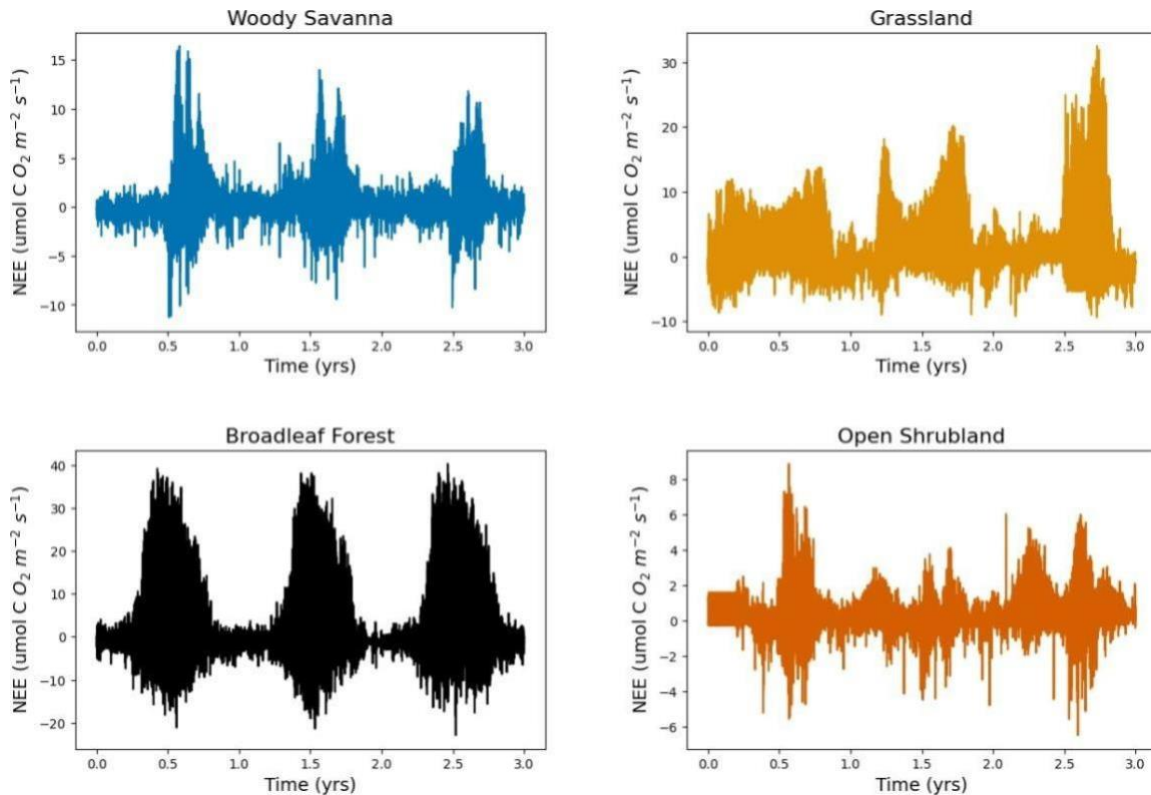 Woody Savanna
NEE (umol C O₂ m⁻² s⁻¹)
15
10
5
0
−5
−10
0.0 0.5 1.0 1.5 2.0 2.5 3.0
Time (yrs)
Grassland
NEE (umol C O₂ m⁻² s⁻¹)
30
20
10
0
−10
0.0 0.5 1.0 1.5 2.0 2.5 3.0
Time (yrs)
Broadleaf Forest
NEE (umol C O₂ m⁻² s⁻¹)
40
30
20
10
0
−10
−20
0.0 0.5 1.0 1.5 2.0 2.5 3.0
Time (yrs)
Open Shrubland
NEE (umol C O₂ m⁻² s⁻¹)
8
6
4
2
0
−2
−4
−6
0.0 0.5 1.0 1.5 2.0 2.5 3.0
Time (yrs)